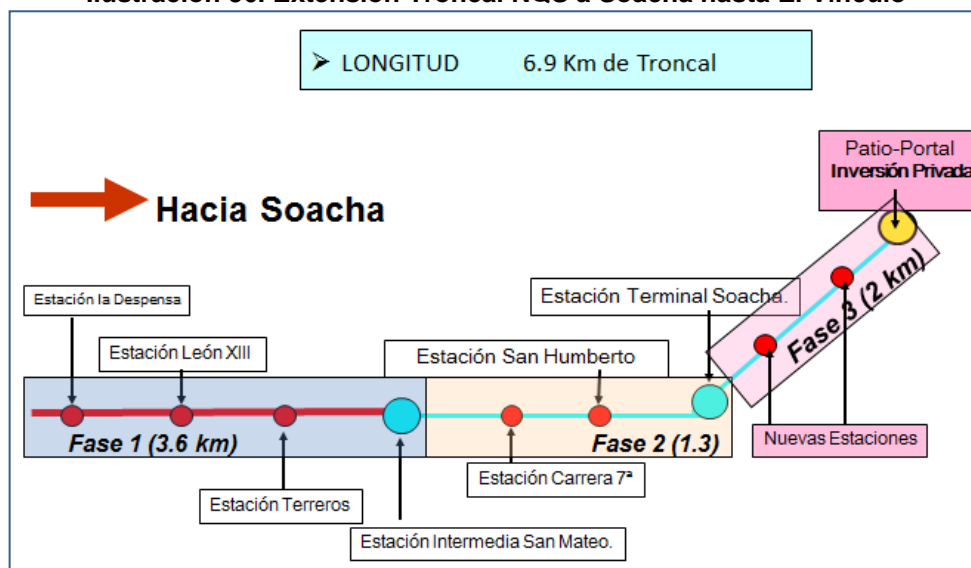 ➤ LONGITUD 6.9 Km de Troncal
Patio-Portal
Inversión Privada
Hacia Soacha
Estación la Despensa
Estación León XIII
Estación San Humberto
Estación Terminal Soacha.
Fase 3 (2 km)
Fase 1 (3.6 km)
Fase 2 (1.3)
Nuevas Estaciones
Estación Carrera 7ª
Estación Terreros
Estación Intermedia San Mateo.